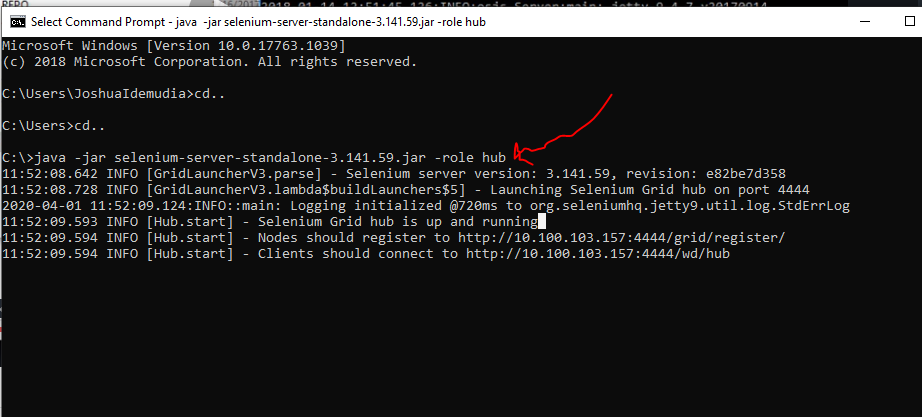 Select Command Prompt - java -jar selenium-server-standalone-3.141.59.jar -role hub
Microsoft Windows [Version 10.0.17763.1039]
(c) 2018 Microsoft Corporation. All rights reserved.
C:\Users\JoshuaIdemudia>cd..
C:\Users>cd..
C:\>java -jar selenium-server-standalone-3.141.59.jar -role hub
11:52:08.642 INFO [GridLauncherV3.parse] - Selenium server version: 3.141.59, revision: e82be7d358
11:52:08.728 INFO [GridLauncherV3.lambda$buildLaunchers$5] - Launching Selenium Grid hub on port 4444
2020-04-01 11:52:09.124:INFO::main: Logging initialized @720ms to org.seleniumhq.jetty9.util.log.StdErrLog
11:52:09.593 INFO [Hub.start] - Selenium Grid hub is up and running
11:52:09.594 INFO [Hub.start] - Nodes should register to http://10.100.103.157:4444/grid/register/
11:52:09.594 INFO [Hub.start] - Clients should connect to http://10.100.103.157:4444/wd/hub